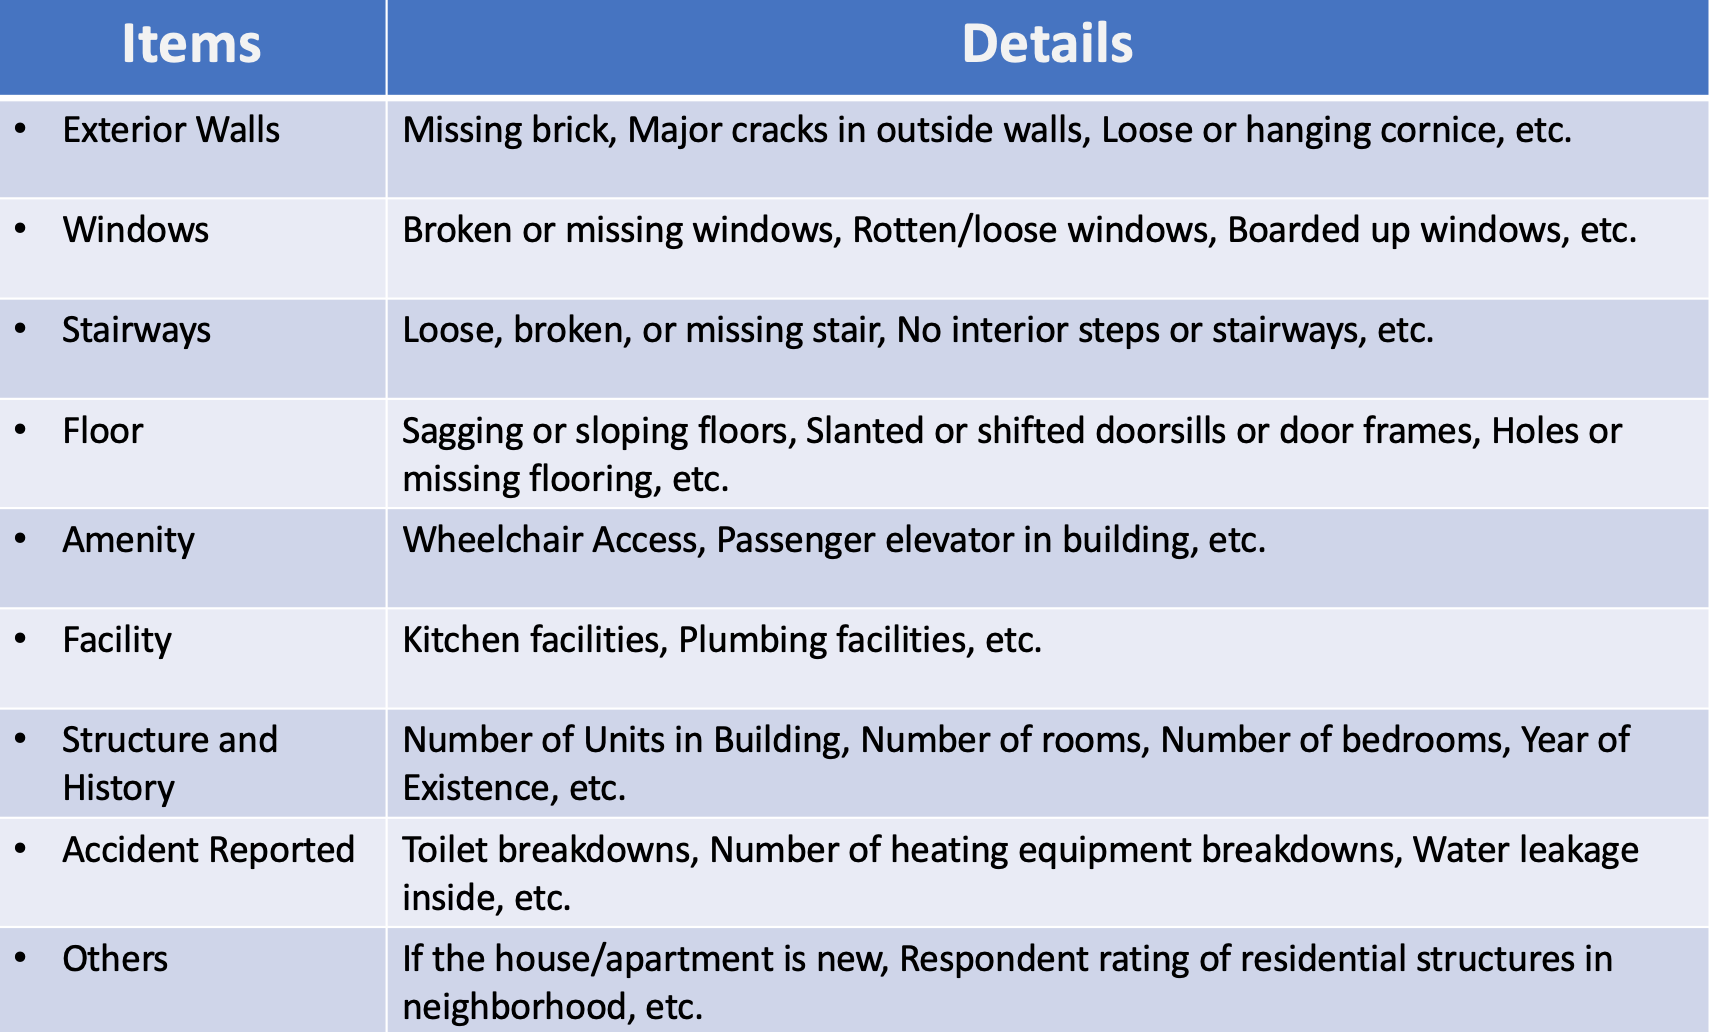 Items Details
• Exterior Walls Missing brick, Major cracks in outside walls, Loose or hanging cornice, etc.
• Windows Broken or missing windows, Rotten/loose windows, Boarded up windows, etc.
• Stairways Loose, broken, or missing stair, No interior steps or stairways, etc.
• Floor Sagging or sloping floors, Slanted or shifted doorsills or door frames, Holes or
missing flooring, etc.
• Amenity Wheelchair Access, Passenger elevator in building, etc.
• Facility Kitchen facilities, Plumbing facilities, etc.
• Structure and Number of Units in Building, Number of rooms, Number of bedrooms, Year of
History Existence, etc.
• Accident Reported Toilet breakdowns, Number of heating equipment breakdowns, Water leakage
inside, etc.
• Others If the house/apartment is new, Respondent rating of residential structures in
neighborhood, etc.